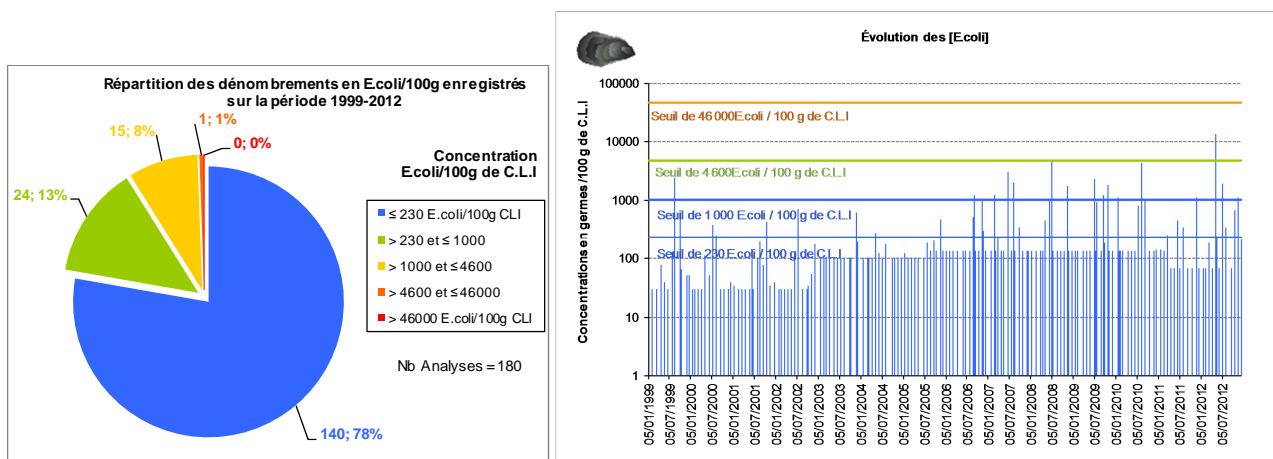 Répartition des dénombrements en E.coli/100g enregistrés
sur la période 1999-2012
1; 1%
15; 8%
0; 0%
24; 13%
140; 78%
Concentration
E.coli/100g de C.L.I
≤ 230 E.coli/100g CLI
> 230 et ≤ 1000
> 1000 et ≤ 4600
> 4600 et ≤ 46000
> 46000 E.coli/100g CLI
Nb Analyses = 180
Évolution des [E.coli]
Concentrations en germes /100 g de C.L.I
100000
10000
1000
100
10
1
Seuil de 46 000E.coli / 100 g de C.L.I
Seuil de 4 600E.coli / 100 g de C.L.I
Seuil de 1 000 E.coli / 100 g de C.L.I
Seuil de 230 E.coli / 100 g de C.L.I
05/01/1999
05/07/1999
05/01/2000
05/07/2000
05/01/2001
05/07/2001
05/01/2002
05/07/2002
05/01/2003
05/07/2003
05/01/2004
05/07/2004
05/01/2005
05/07/2005
05/01/2006
05/07/2006
05/01/2007
05/07/2007
05/01/2008
05/07/2008
05/01/2009
05/07/2009
05/01/2010
05/07/2010
05/01/2011
05/07/2011
05/01/2012
05/07/2012